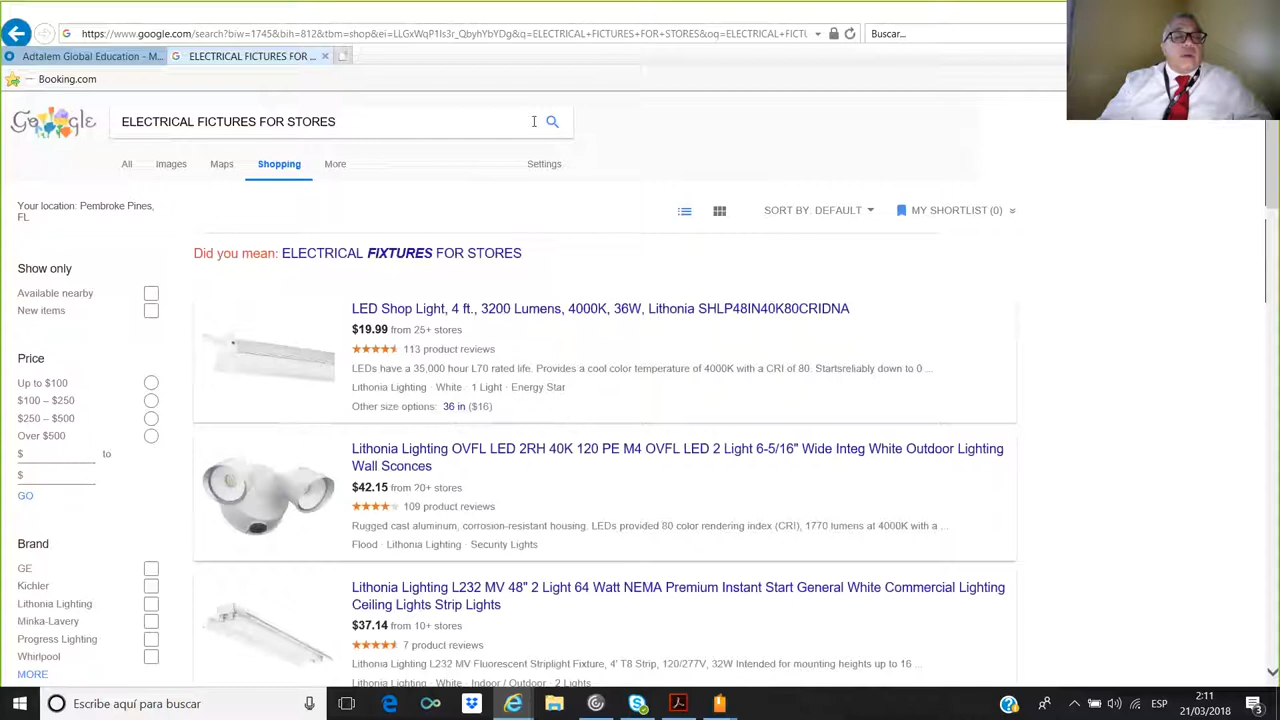 https://www.google.com/search?biw=1745&bih=812&tbm=shop&ei=LLGxWqP1Is3r_QbyhYbYDg&q=ELECTRICAL+FICTURES+FOR+STORES&oq=ELECTRICAL+FICTU
Buscar...
Adtalem Global Education - M...
ELECTRICAL FICTURES FOR ...
Booking.com
Google
ELECTRICAL FICTURES FOR STORES
All Images Maps Shopping More Settings
Your location: Pembroke Pines,
FL
SORT BY: DEFAULT MY SHORTLIST (0)
Did you mean: ELECTRICAL FIXTURES FOR STORES
Show only
Available nearby
New items
Price
Up to $100
$100 – $250
$250 – $500
Over $500
$ to
$
GO
Brand
GE
Kichler
Lithonia Lighting
Minka-Lavery
Progress Lighting
Whirlpool
MORE
LED Shop Light, 4 ft., 3200 Lumens, 4000K, 36W, Lithonia SHLP48IN40K80CRIDNA
$19.99 from 25+ stores
113 product reviews
LEDs have a 35,000 hour L70 rated life. Provides a cool color temperature of 4000K with a CRI of 80. Startsreliably down to 0 ...
Lithonia Lighting · White · 1 Light · Energy Star
Other size options: 36 in ($16)
Lithonia Lighting OVFL LED 2RH 40K 120 PE M4 OVFL LED 2 Light 6-5/16" Wide Integ White Outdoor Lighting
Wall Sconces
$42.15 from 20+ stores
109 product reviews
Rugged cast aluminum, corrosion-resistant housing. LEDs provided 80 color rendering index (CRI), 1770 lumens at 4000K with a ...
Flood · Lithonia Lighting · Security Lights
Lithonia Lighting L232 MV 48" 2 Light 64 Watt NEMA Premium Instant Start General White Commercial Lighting
Ceiling Lights Strip Lights
$37.14 from 10+ stores
7 product reviews
Lithonia Lighting L232 MV Fluorescent Striplight Fixture, 4' T8 Strip, 120/277V, 32W Intended for mounting heights up to 16 ...
Lithonia Lighting · White · Indoor / Outdoor · 2 Lights
Escribe aquí para buscar
ESP
2:11
21/03/2018
3